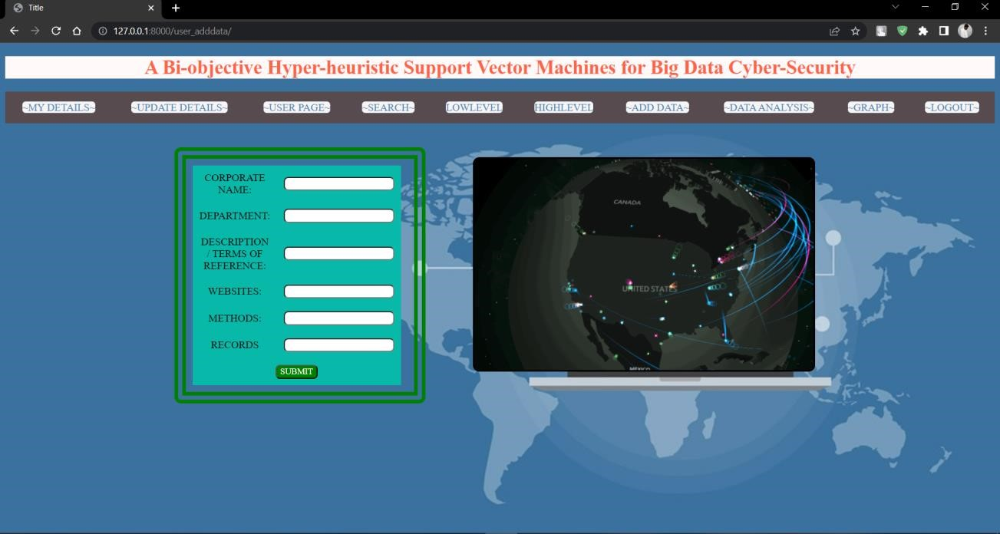 Title
127.0.0.1:8000/user_adddata/
A Bi-objective Hyper-heuristic Support Vector Machines for Big Data Cyber-Security
~MY DETAILS~ ~UPDATE DETAILS~ ~USER PAGE~ ~SEARCH~ LOWLEVEL HIGHLEVEL ~ADD DATA~ ~DATA ANALYSIS~ ~GRAPH~ ~LOGOUT~
CORPORATE
NAME:
DEPARTMENT:
DESCRIPTION
/ TERMS OF
REFERENCE:
WEBSITES:
METHODS:
RECORDS
SUBMIT
CANADA
UNITED STATES
MEXICO